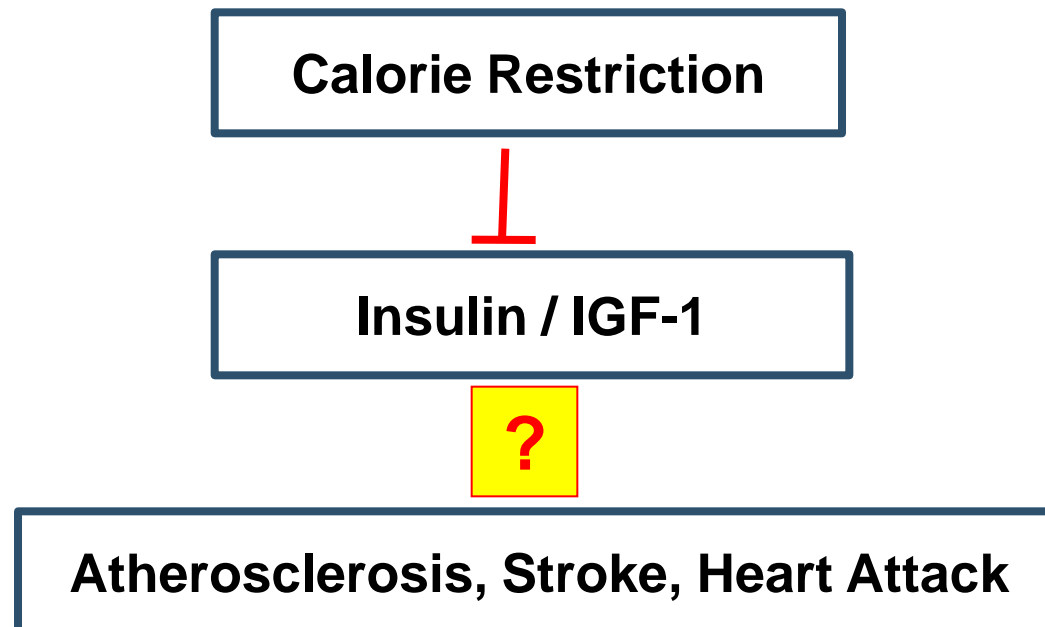 Calorie Restriction
Insulin / IGF-1
?
Atherosclerosis, Stroke, Heart Attack